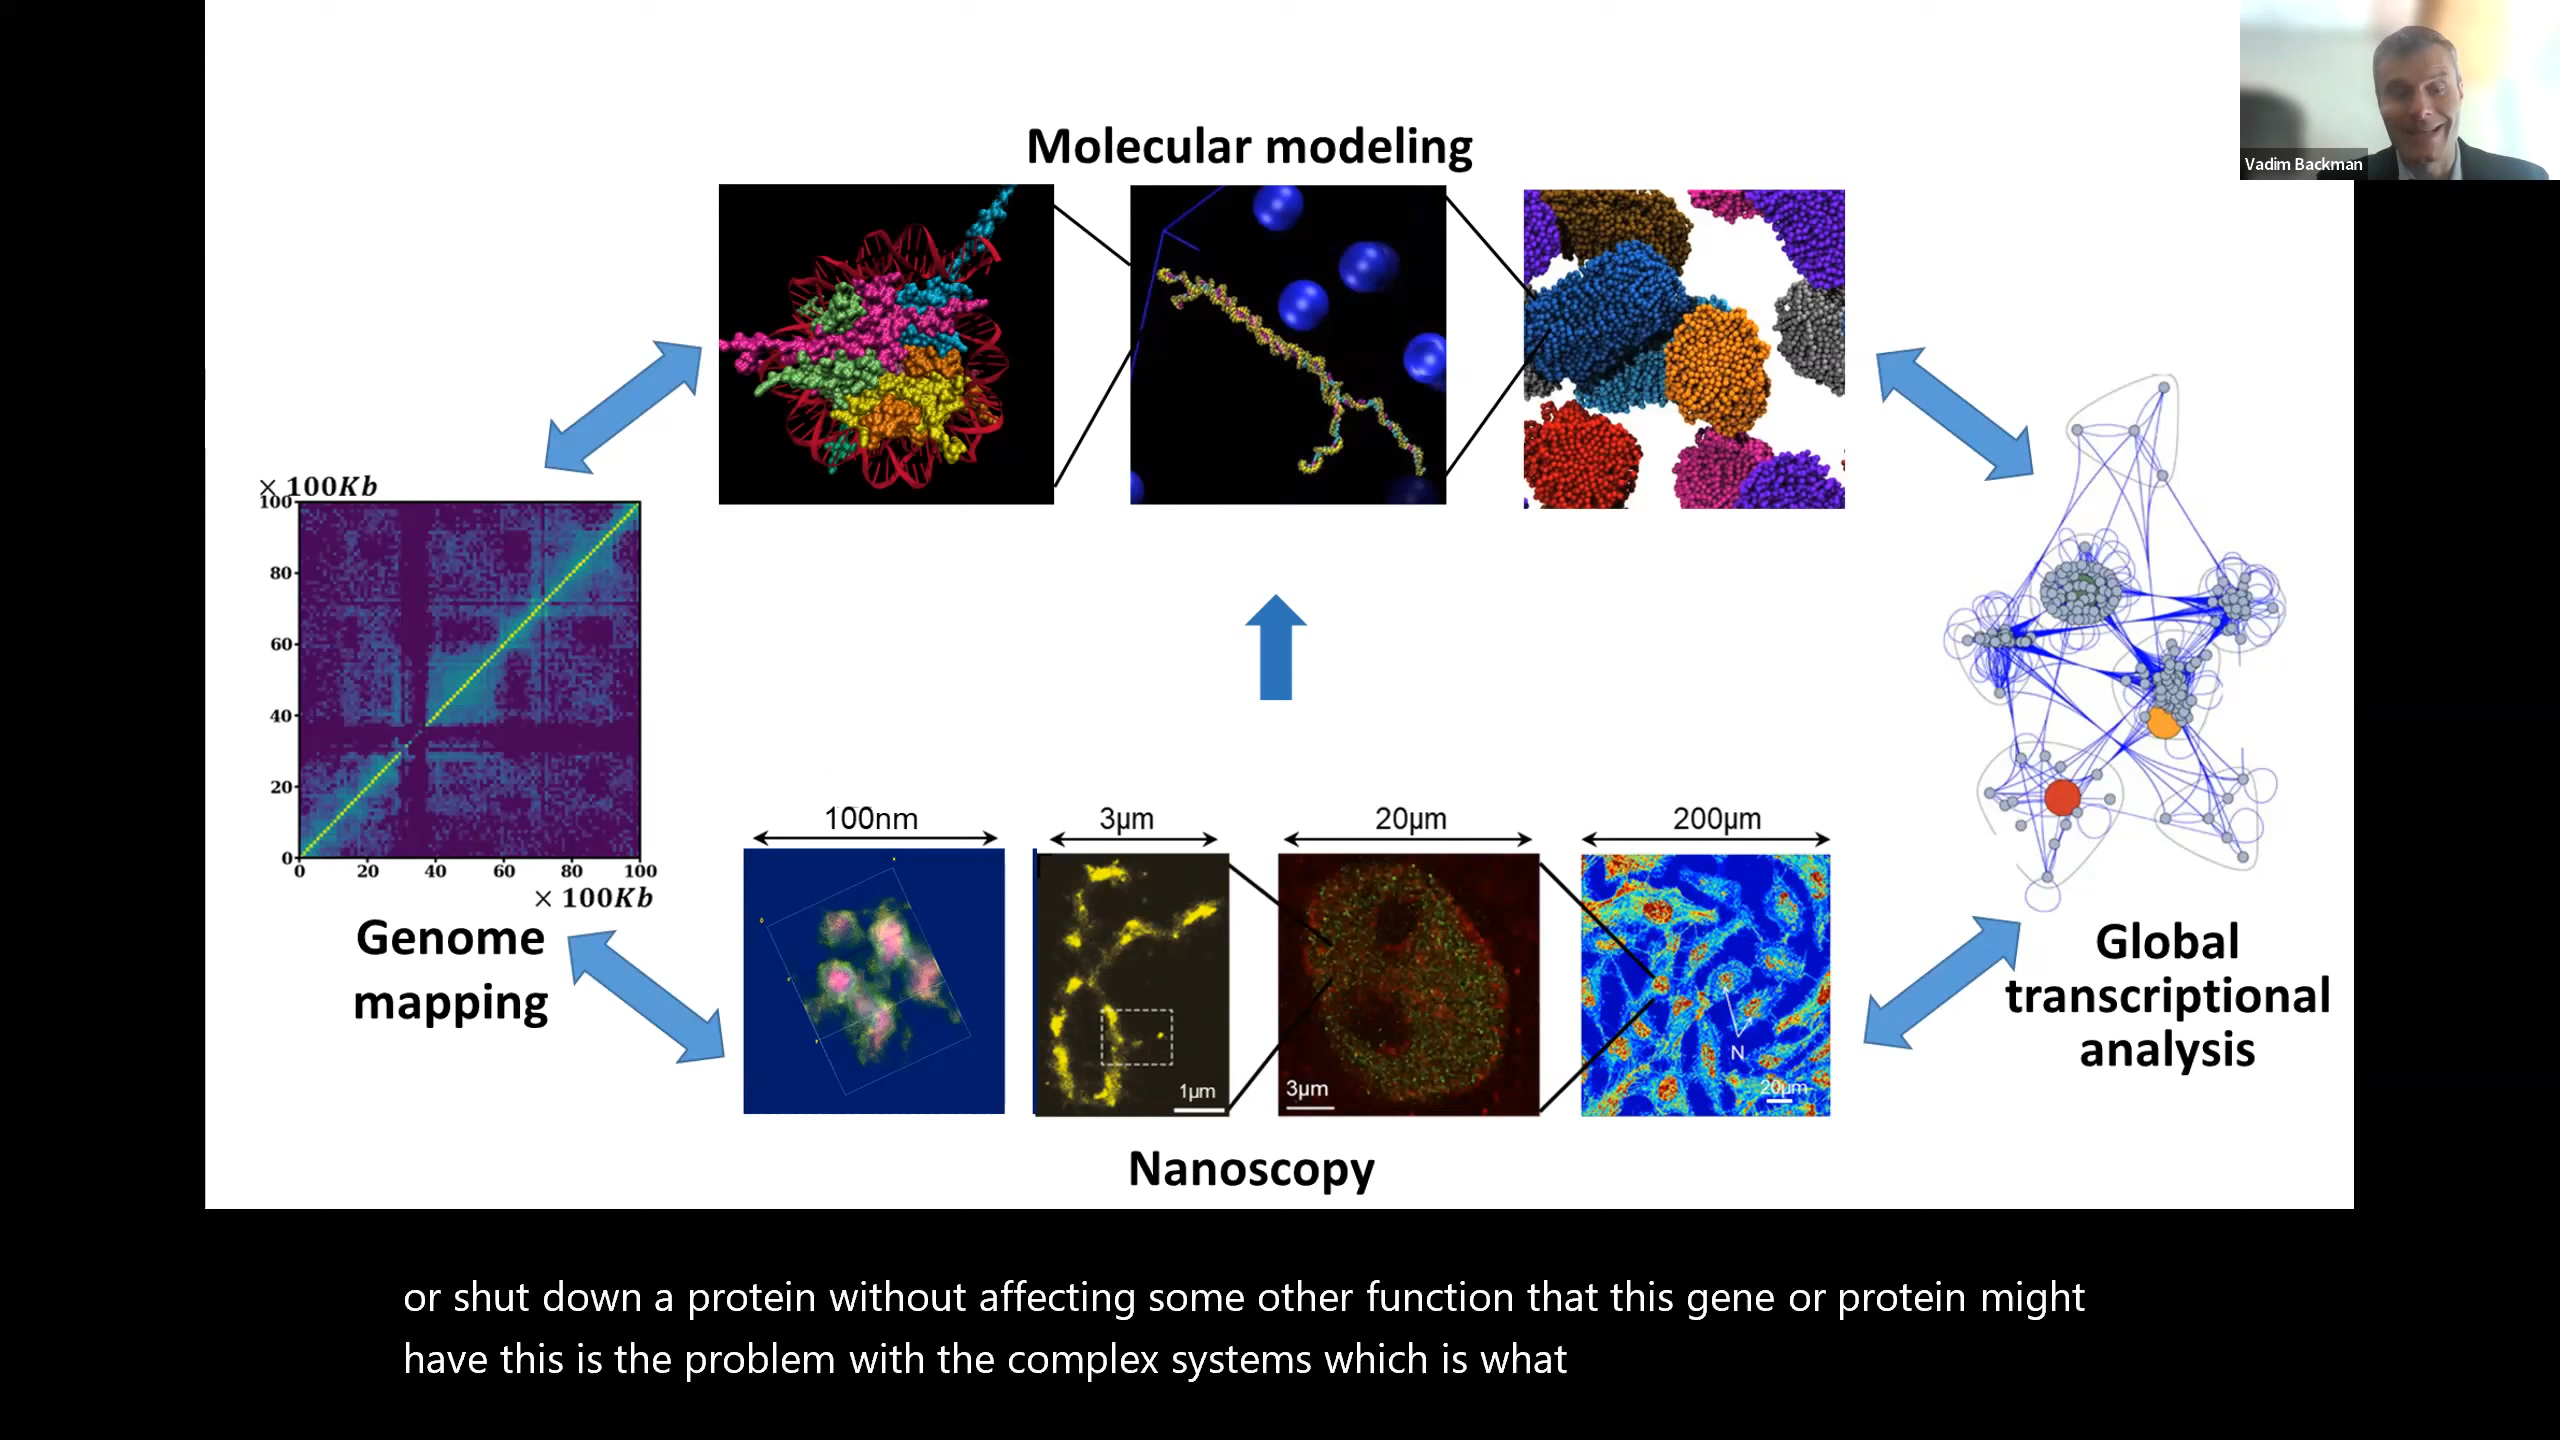 Vadim Backman
Molecular modeling
× 100Kb
100
80
60
40
20
0
0 20 40 60 80 100
× 100Kb
Genome
mapping
100nm
3µm
20µm
200µm
1µm
3µm
N
20µm
Nanoscopy
Global
transcriptional
analysis
or shut down a protein without affecting some other function that this gene or protein might
have this is the problem with the complex systems which is what